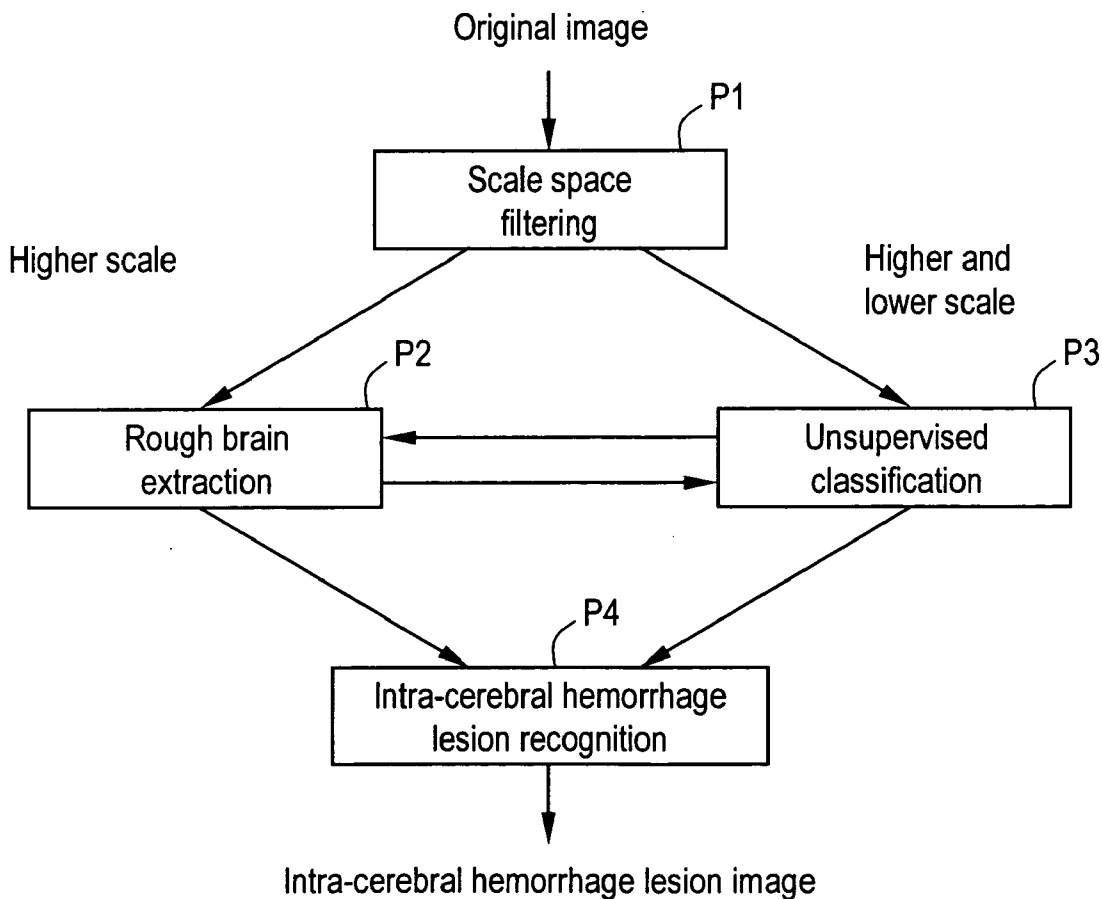 Original image
P1
Scale space
filtering
Higher scale
Higher and
lower scale
P2
P3
Rough brain
extraction
Unsupervised
classification
P4
Intra-cerebral hemorrhage
lesion recognition
Intra-cerebral hemorrhage lesion image